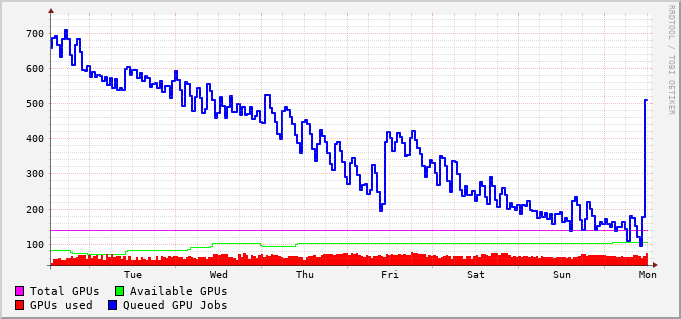 700
600
500
400
300
200
100
Tue Wed Thu Fri Sat Sun Mon
Total GPUs Available GPUs
GPUs used Queued GPU Jobs
RRDTOOL / TOBI OETIKER